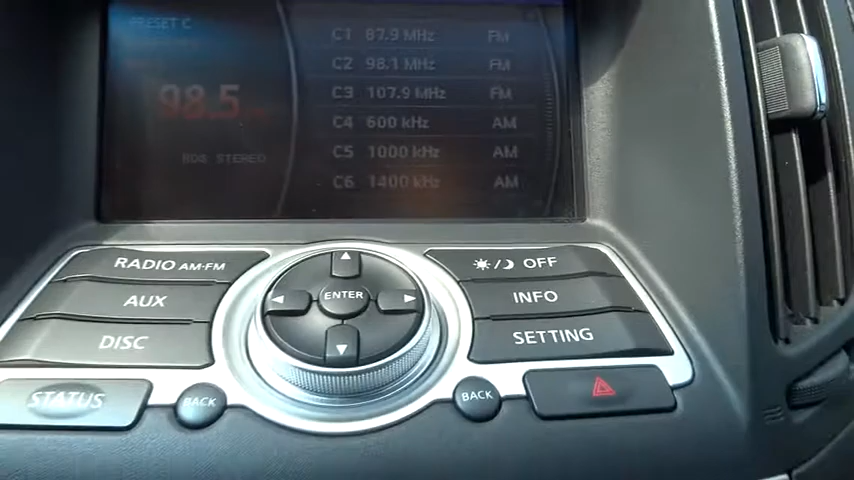 PRESET C
C1 87.9 MHz FM
C2 98.1 MHz FM
98.5
C3 107.9 MHz FM
C4 600 kHz AM
C5 1000 kHz AM
STEREO
C6 1400 kHz AM
RADIO AM·FM
AUX
DISC
ENTER
OFF
INFO
SETTING
STATUS
BACK
BACK